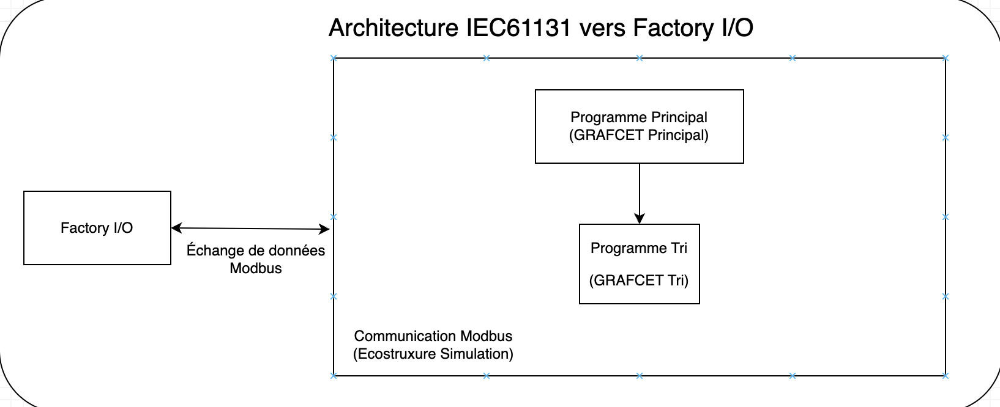 Architecture IEC61131 vers Factory I/O
Programme Principal
(GRAFCET Principal)
Factory I/O
Échange de données
Modbus
Programme Tri
(GRAFCET Tri)
Communication Modbus
(Ecostruxure Simulation)